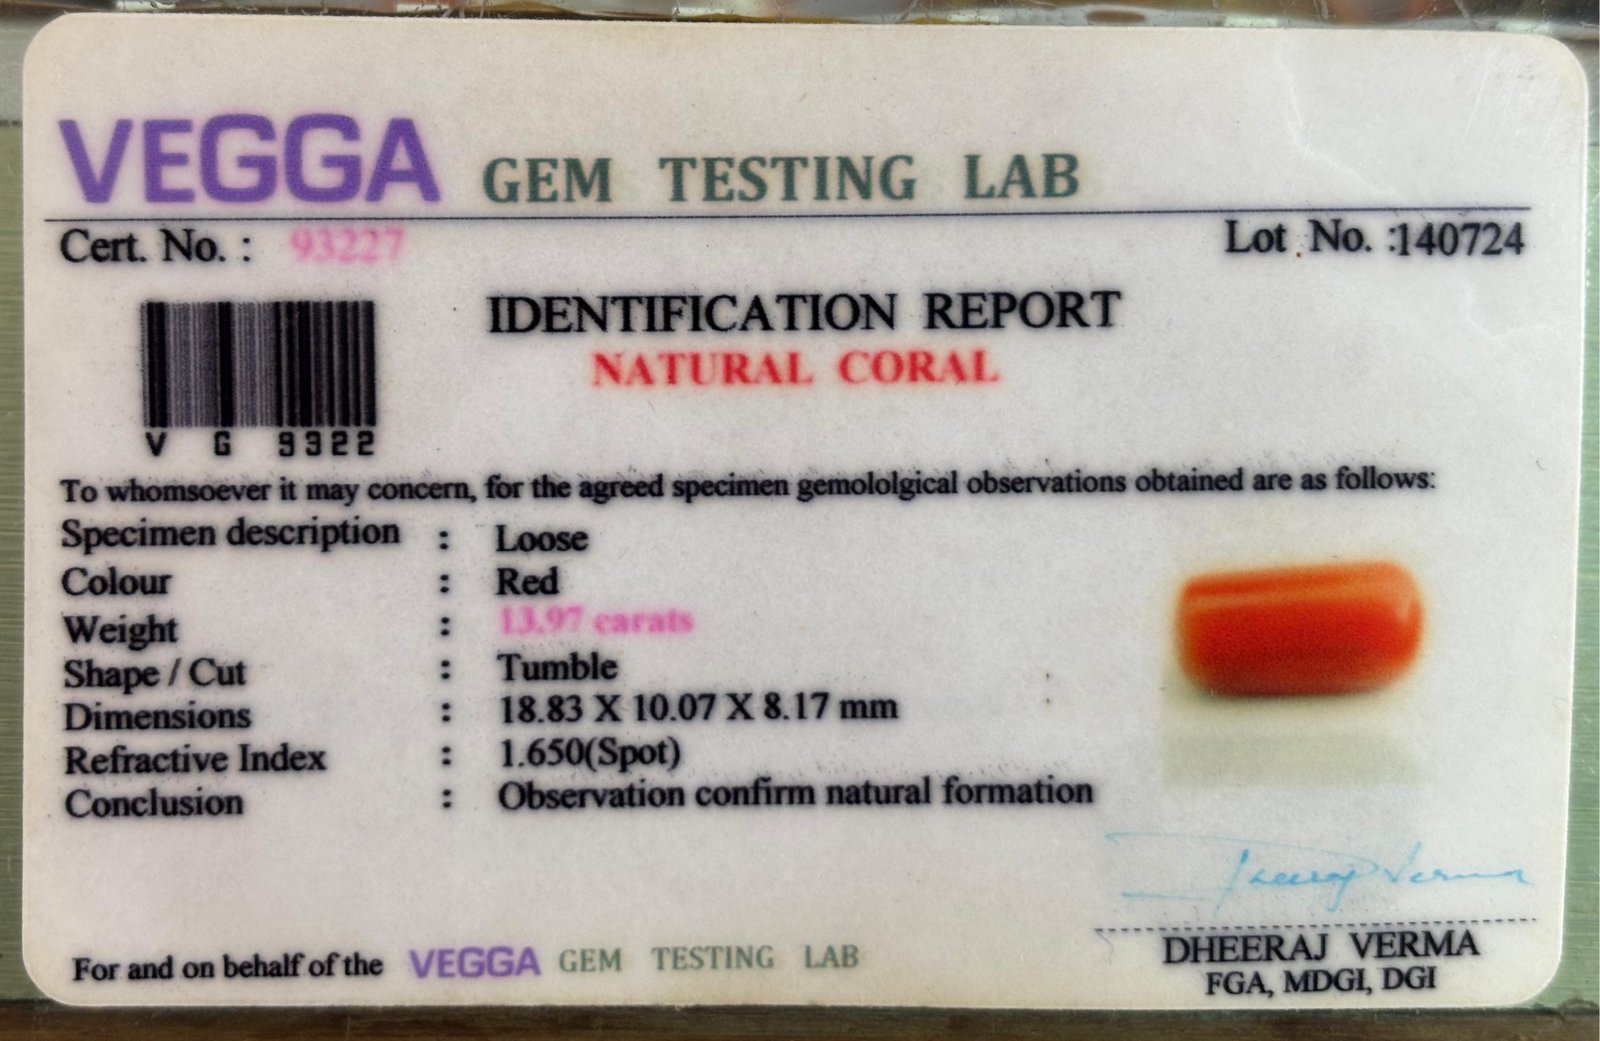 VEGGA GEM TESTING LAB
Cert. No. : 93227
Lot No. :140724
IDENTIFICATION REPORT
NATURAL CORAL
V G 9322
To whomsoever it may concern, for the agreed specimen gemololgical observations obtained are as follows:
Specimen description : Loose
Colour : Red
Weight : 13.97 carats
Shape / Cut : Tumble
Dimensions : 18.83 X 10.07 X 8.17 mm
Refractive Index : 1.650(Spot)
Conclusion : Observation confirm natural formation
Dheeraj Verma
DHEERAJ VERMA
FGA, MDGI, DGI
For and on behalf of the VEGGA GEM TESTING LAB